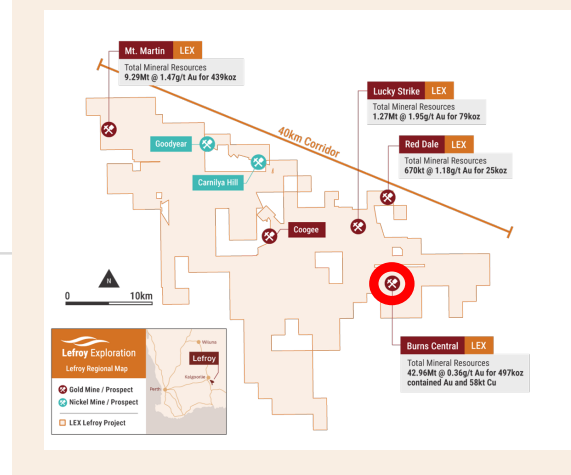 Mt. Martin LEX
Total Mineral Resources
9.29Mt @ 1.47g/t Au for 439koz
Lucky Strike LEX
Total Mineral Resources
1.27Mt @ 1.95g/t Au for 79koz
40km Corridor
Goodyear
Red Dale LEX
Total Mineral Resources
670kt @ 1.18g/t Au for 25koz
Carnilya Hill
Coogee
N
0 10km
Burns Central LEX
Total Mineral Resources
42.96Mt @ 0.36g/t Au for 497koz
contained Au and 58kt Cu
Lefroy Exploration
Lefroy Regional Map
Gold Mine / Prospect
Nickel Mine / Prospect
LEX Lefroy Project
Wiluna
Lefroy
Kalgoorlie
Perth